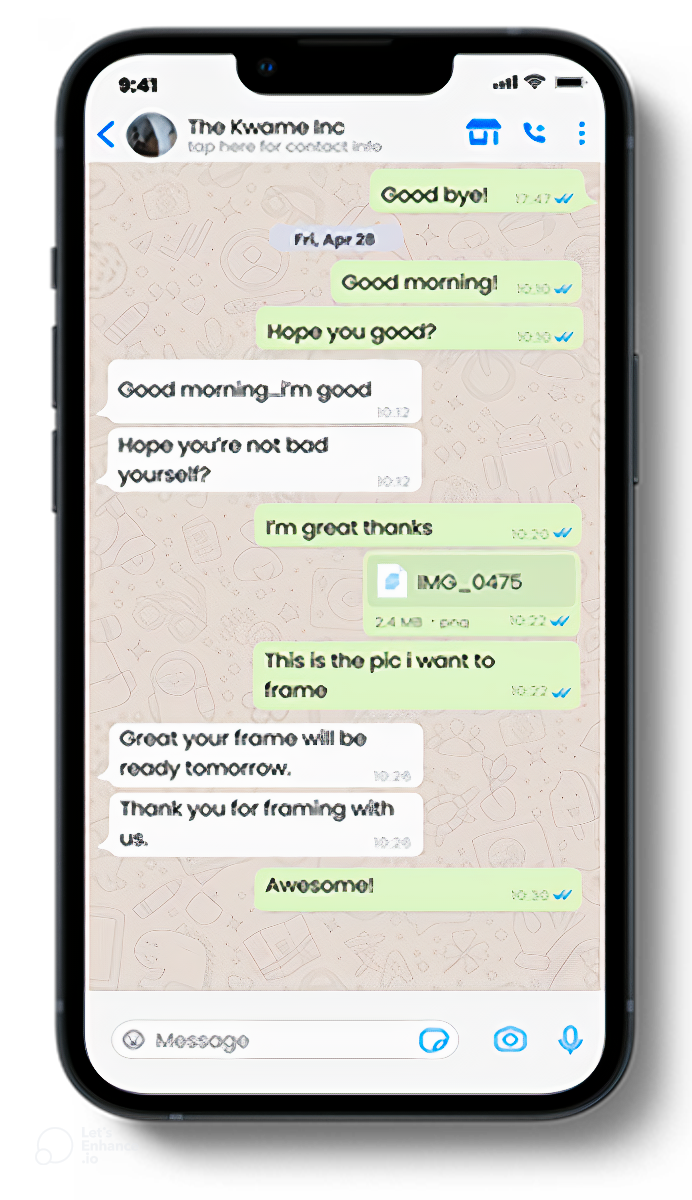 9:41
The Kwame Inc
tap here for contact info
Good bye! 17:47
Fri, Apr 28
Good morning! 10:10
Hope you good? 10:10
Good morning_i'm good
10:12
Hope you're not bad
yourself? 10:12
I'm great thanks 10:20
IMG_0475
2.4 MB · png 10:22
This is the pic i want to
frame 10:22
Great your frame will be
ready tomorrow. 10:26
Thank you for framing with
us. 10:26
Awesome! 10:30
Message
Let's
Enhance
.io